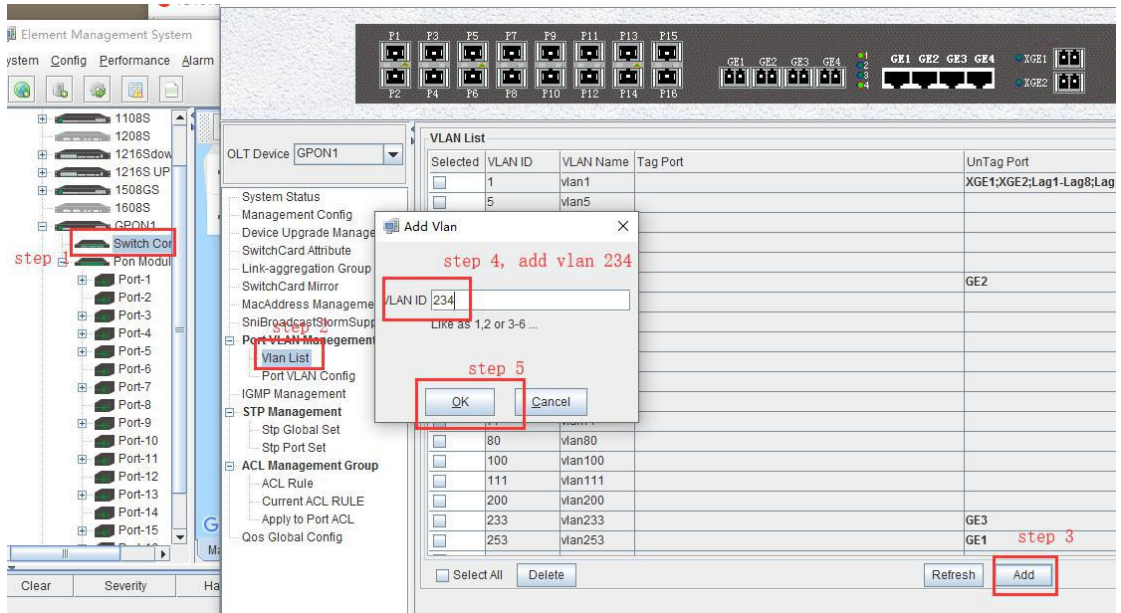 Element Management System
ystem Config Performance Alarm
1108S
1208S
1216Sdow
1216S UP
1508GS
1608S
GPON1
Switch Cor
step 1
Pon Modul
Port-1
Port-2
Port-3
Port-4
Port-5
Port-6
Port-7
Port-8
Port-9
Port-10
Port-11
Port-12
Port-13
Port-14
Port-15
Clear Severity Ha
P1 P3 P5 P7 P9 P11 P13 P15
P2 P4 P6 P8 P10 P12 P14 P16
GE1 GE2 GE3 GE4
1
2
3
4
GE1 GE2 GE3 GE4
XGE1
XGE2
OLT Device GPON1
System Status
Management Config
Device Upgrade Manage
SwitchCard Attribute
Link-aggregation Group
SwitchCard Mirror
MacAddress Manageme
SniBroadcastStormSupp
step 2
Port VLAN Manegement
Vlan List
Port VLAN Config
IGMP Management
STP Management
Stp Global Set
Stp Port Set
ACL Management Group
ACL Rule
Current ACL RULE
Apply to Port ACL
Qos Global Config
VLAN List
Selected VLAN ID VLAN Name Tag Port UnTag Port
1 vlan1 XGE1;XGE2;Lag1-Lag8;Lag
5 vlan5
GE2
80 vlan80
100 vlan100
111 vlan111
200 vlan200
233 vlan233 GE3
253 vlan253 GE1
step 3
Select All Delete Refresh Add
Add Vlan
step 4, add vlan 234
VLAN ID 234
Like as 1,2 or 3-6 ...
step 5
OK Cancel